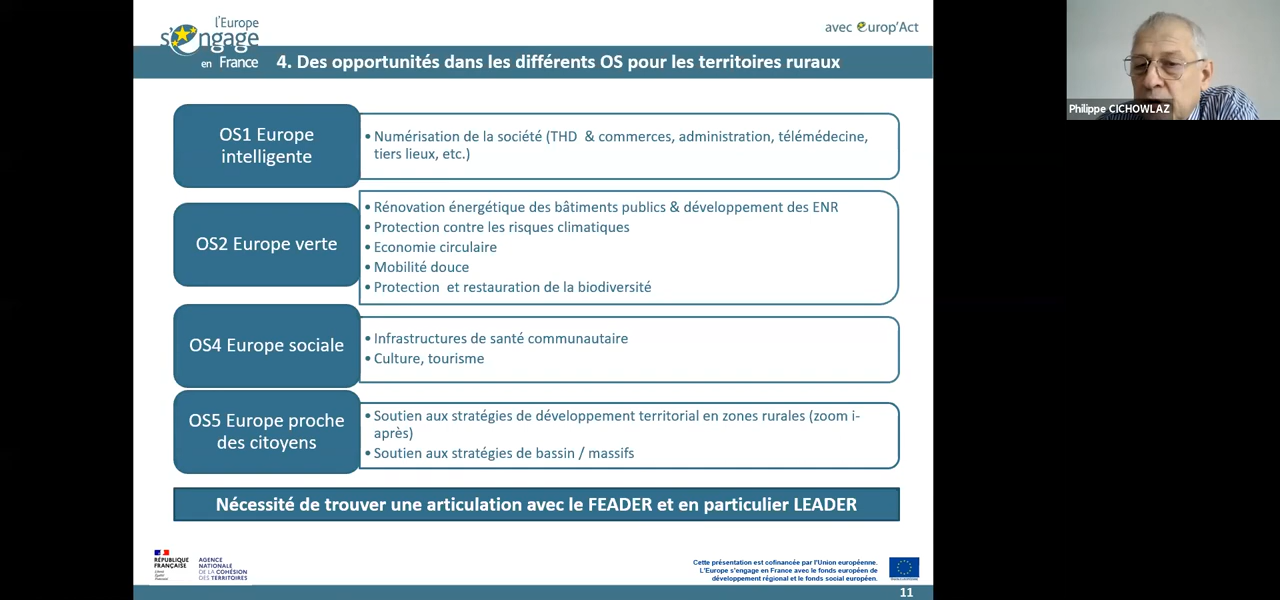 l'Europe
s'engage
en France
avec Europ'Act
4. Des opportunités dans les différents OS pour les territoires ruraux
Philippe CICHOWLAZ
OS1 Europe
intelligente
• Numérisation de la société (THD & commerces, administration, télémédecine,
tiers lieux, etc.)
OS2 Europe verte
• Rénovation énergétique des bâtiments publics & développement des ENR
• Protection contre les risques climatiques
• Economie circulaire
• Mobilité douce
• Protection et restauration de la biodiversité
OS4 Europe sociale
• Infrastructures de santé communautaire
• Culture, tourisme
OS5 Europe proche
des citoyens
• Soutien aux stratégies de développement territorial en zones rurales (zoom i-
après)
• Soutien aux stratégies de bassin / massifs
Nécessité de trouver une articulation avec le FEADER et en particulier LEADER
RÉPUBLIQUE
FRANÇAISE
AGENCE
NATIONALE
DE LA COHÉSION
DES TERRITOIRES
Cette présentation est cofinancée par l'Union européenne.
L'Europe s'engage en France avec le fonds européen de
développement régional et le fonds social européen.
11